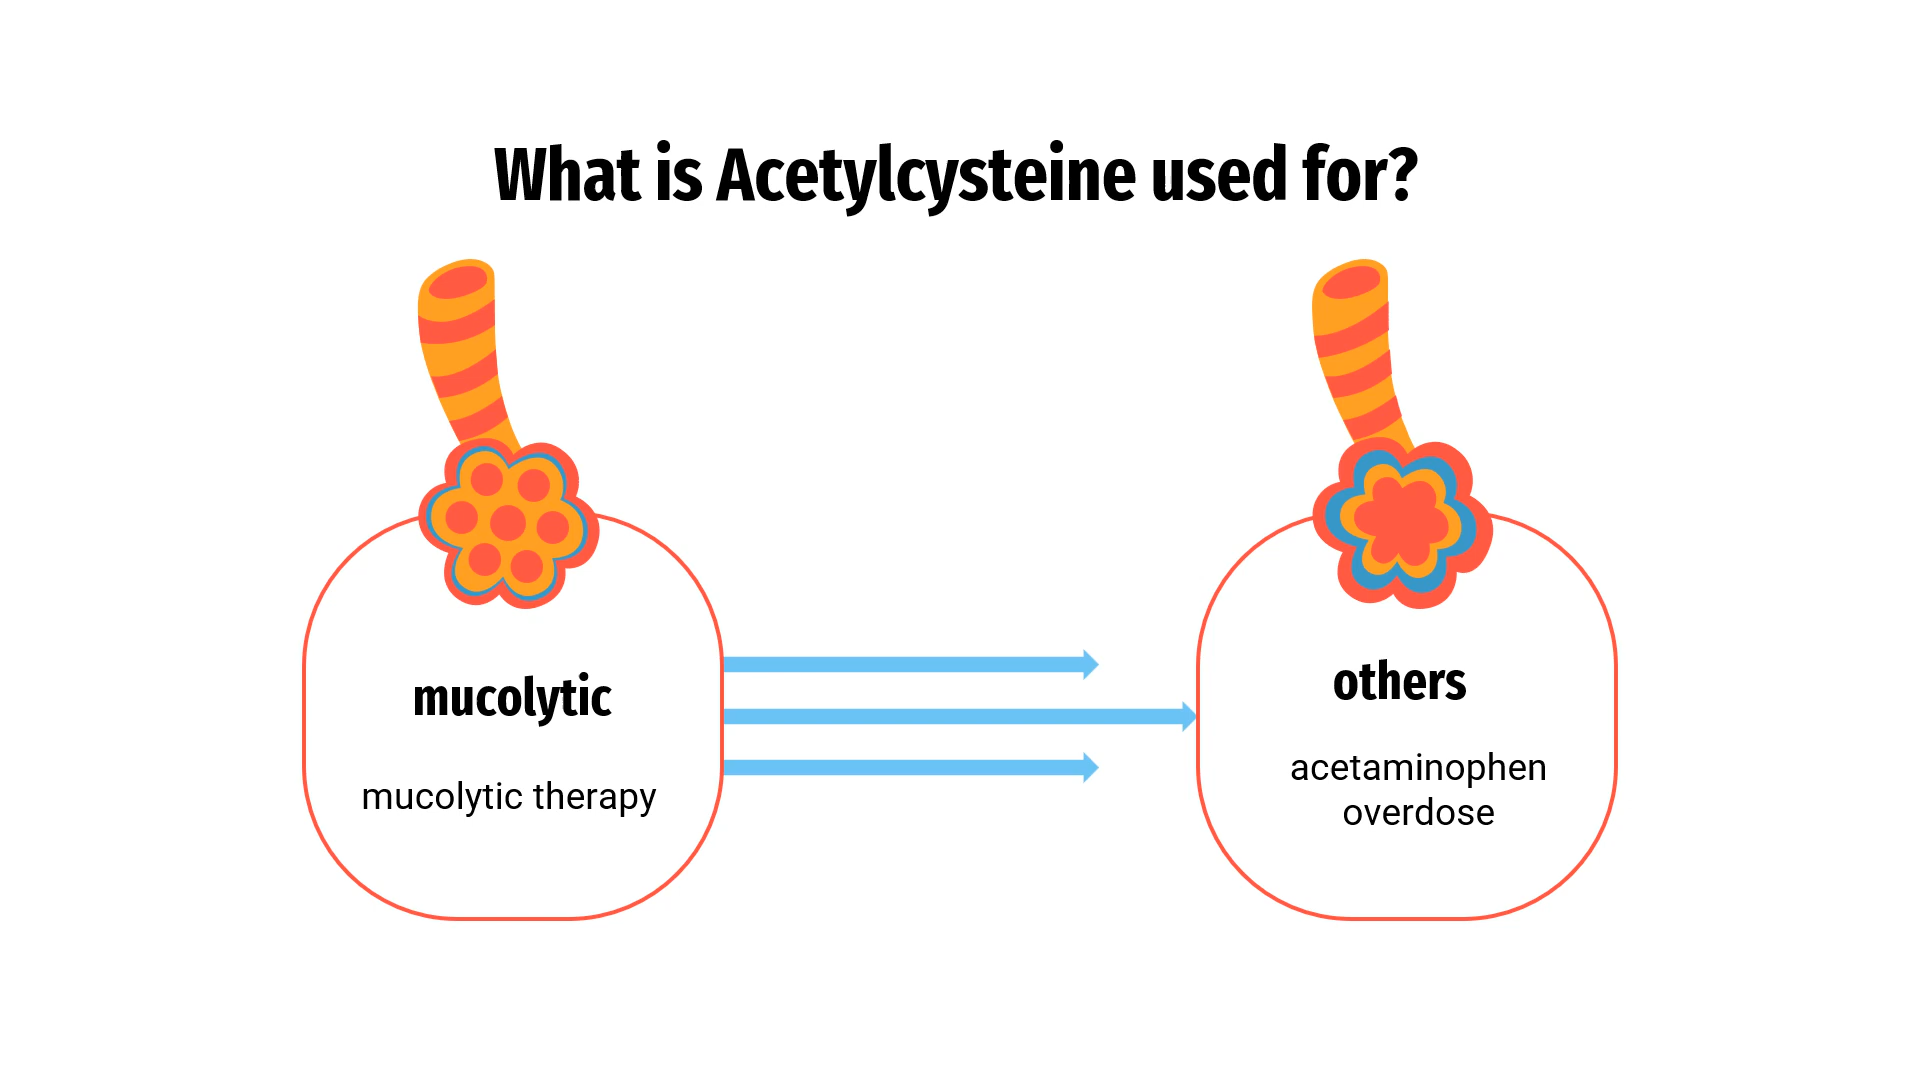 What is Acetylcysteine used for?
mucolytic
mucolytic therapy
others
acetaminophen
overdose